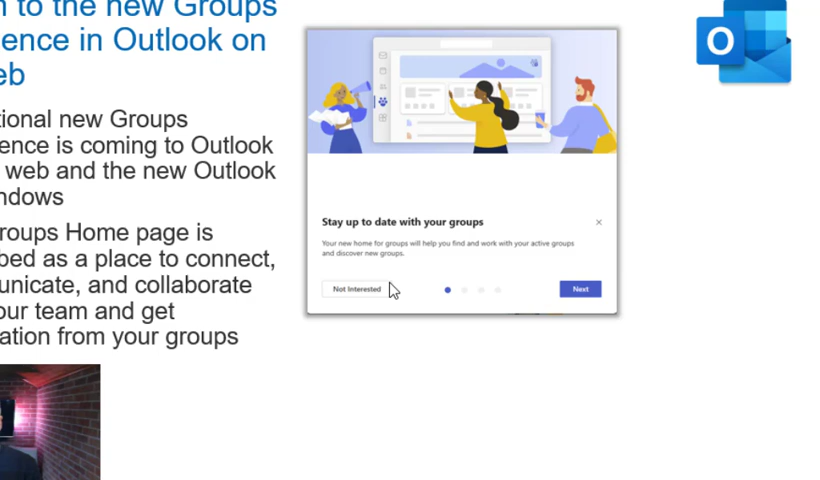 n to the new Groups
ence in Outlook on
eb
tional new Groups
ence is coming to Outlook
web and the new Outlook
ndows
roups Home page is
bed as a place to connect,
unicate, and collaborate
our team and get
ation from your groups
O
Stay up to date with your groups
Your new home for groups will help you find and work with your active groups
and discover new groups.
Not Interested
Next